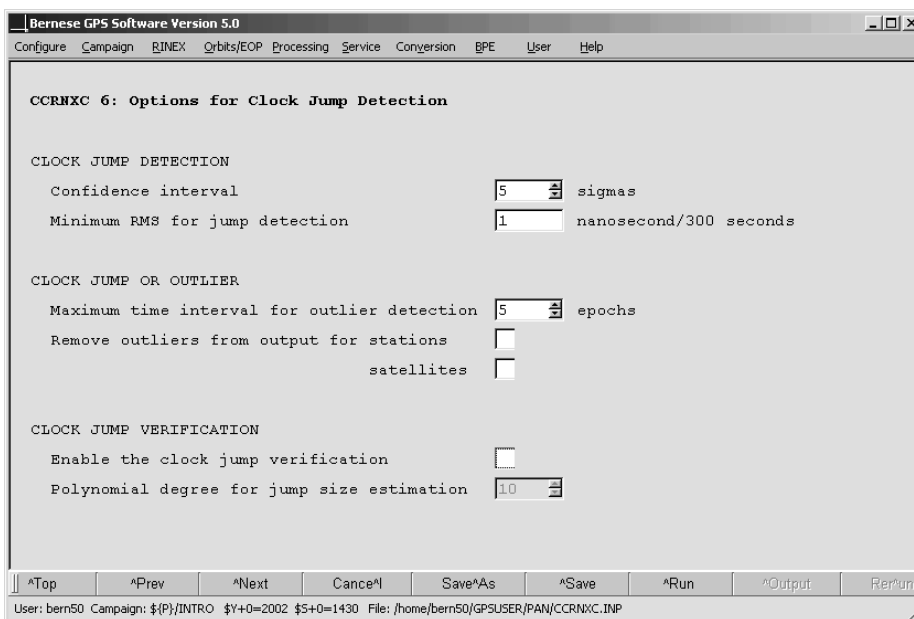 Bernese GPS Software Version 5.0
Configure Campaign RINEX Orbits/EOP Processing Service Conversion BPE User Help
CCRNXC 6: Options for Clock Jump Detection
CLOCK JUMP DETECTION
Confidence interval 5 sigmas
Minimum RMS for jump detection 1 nanosecond/300 seconds
CLOCK JUMP OR OUTLIER
Maximum time interval for outlier detection 5 epochs
Remove outliers from output for stations
satellites
CLOCK JUMP VERIFICATION
Enable the clock jump verification
Polynomial degree for jump size estimation 10
^Top ^Prev ^Next Cance^l Save^As ^Save ^Run ^Output Rer^un
User: bern50 Campaign: ${P}/INTRO $Y+0=2002 $S+0=1430 File: /home/bern50/GPSUSER/PAN/CCRNXC.INP